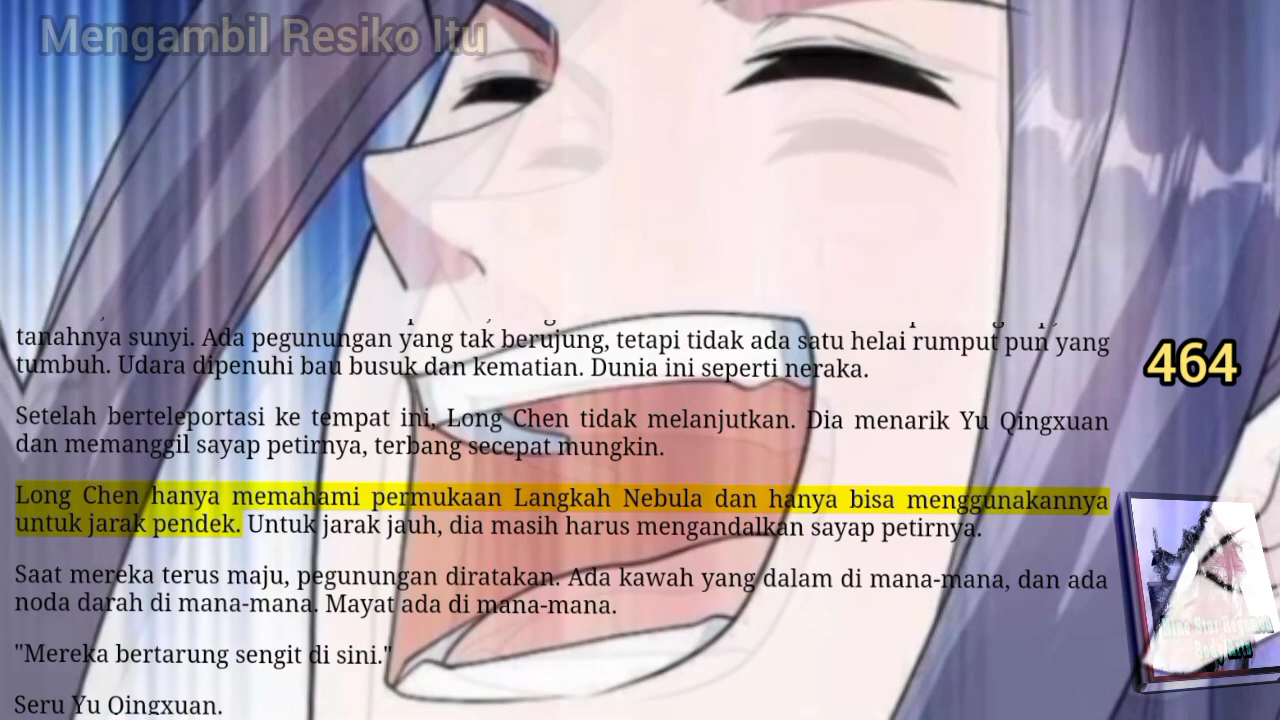 Mengambil Resiko Itu
tanahnya sunyi. Ada pegunungan yang tak berujung, tetapi tidak ada satu helai rumput pun yang
tumbuh. Udara dipenuhi bau busuk dan kematian. Dunia ini seperti neraka.
464
Setelah berteleportasi ke tempat ini, Long Chen tidak melanjutkan. Dia menarik Yu Qingxuan
dan memanggil sayap petirnya, terbang secepat mungkin.
Long Chen hanya memahami permukaan Langkah Nebula dan hanya bisa menggunakannya
untuk jarak pendek. Untuk jarak jauh, dia masih harus mengandalkan sayap petirnya.
Saat mereka terus maju, pegunungan diratakan. Ada kawah yang dalam di mana-mana, dan ada
noda darah di mana-mana. Mayat ada di mana-mana.
"Mereka bertarung sengit di sini."
Nine Star Hegemon
Body Arts
Seru Yu Qingxuan.